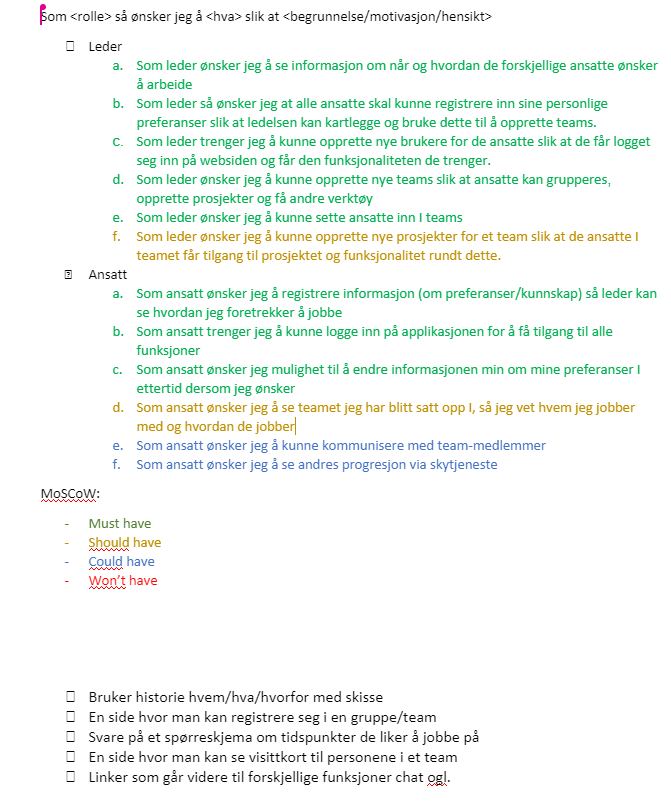 Som <rolle> så ønsker jeg å <hva> slik at <begrunnelse/motivasjon/hensikt>
Leder
a. Som leder ønsker jeg å se informasjon om når og hvordan de forskjellige ansatte ønsker
å arbeide
b. Som leder så ønsker jeg at alle ansatte skal kunne registrere inn sine personlige
preferanser slik at ledelsen kan kartlegge og bruke dette til å opprette teams.
c. Som leder trenger jeg å kunne opprette nye brukere for de ansatte slik at de får logget
seg inn på websiden og får den funksjonaliteten de trenger.
d. Som leder ønsker jeg å kunne opprette nye teams slik at ansatte kan grupperes,
opprette prosjekter og få andre verktøy
e. Som leder ønsker jeg å kunne sette ansatte inn I teams
f. Som leder ønsker jeg å kunne opprette nye prosjekter for et team slik at de ansatte I
teamet får tilgang til prosjektet og funksjonalitet rundt dette.
Ansatt
a. Som ansatt ønsker jeg å registrere informasjon (om preferanser/kunnskap) så leder kan
se hvordan jeg foretrekker å jobbe
b. Som ansatt trenger jeg å kunne logge inn på applikasjonen for å få tilgang til alle
funksjoner
c. Som ansatt ønsker jeg mulighet til å endre informasjonen min om mine preferanser I
ettertid dersom jeg ønsker
d. Som ansatt ønsker jeg å se teamet jeg har blitt satt opp I, så jeg vet hvem jeg jobber
med og hvordan de jobber
e. Som ansatt ønsker jeg å kunne kommunisere med team-medlemmer
f. Som ansatt ønsker jeg å se andres progresjon via skytjeneste
MoSCoW:
- Must have
- Should have
- Could have
- Won't have
Bruker historie hvem/hva/hvorfor med skisse
En side hvor man kan registrere seg i en gruppe/team
Svare på et spørreskjema om tidspunkter de liker å jobbe på
En side hvor man kan se visittkort til personene i et team
Linker som går videre til forskjellige funksjoner chat ogl.